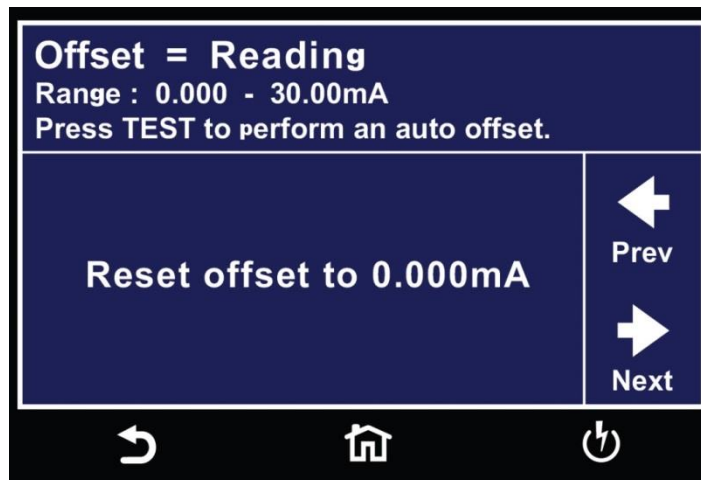 Offset = Reading
Range : 0.000 - 30.00mA
Press TEST to perform an auto offset.
Reset offset to 0.000mA
Prev
Next